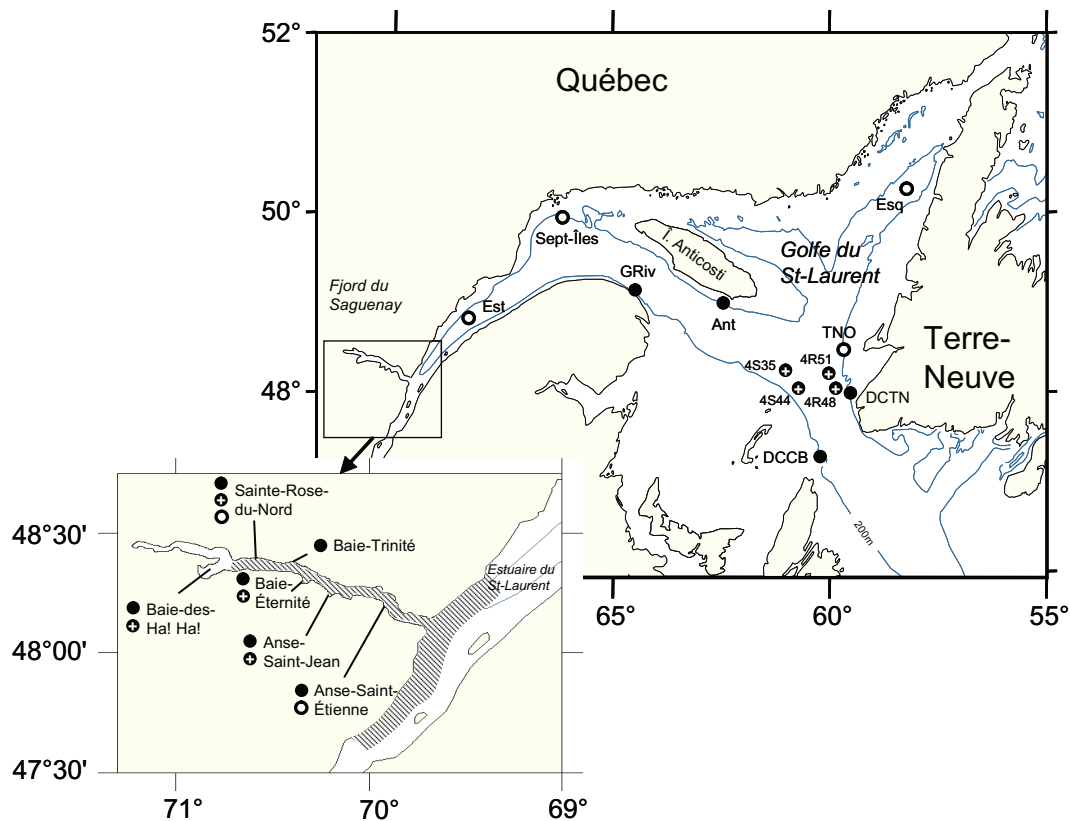 52°
Québec
50°
Esq
Sept-Îles
Î. Anticosti
Golfe du
St-Laurent
GRiv
Fjord du
Saguenay
Est
Ant
TNO
Terre-
Neuve
4S35
4R51
48°
4S44
4R48
DCTN
DCCB
200m
65°
60°
55°
48°30'
Sainte-Rose-
du-Nord
Baie-Trinité
Estuaire du
St-Laurent
Baie-
Éternité
Baie-des-
Ha! Ha!
Anse-
Saint-Jean
48°00'
Anse-Saint-
Étienne
47°30'
71°
70°
69°